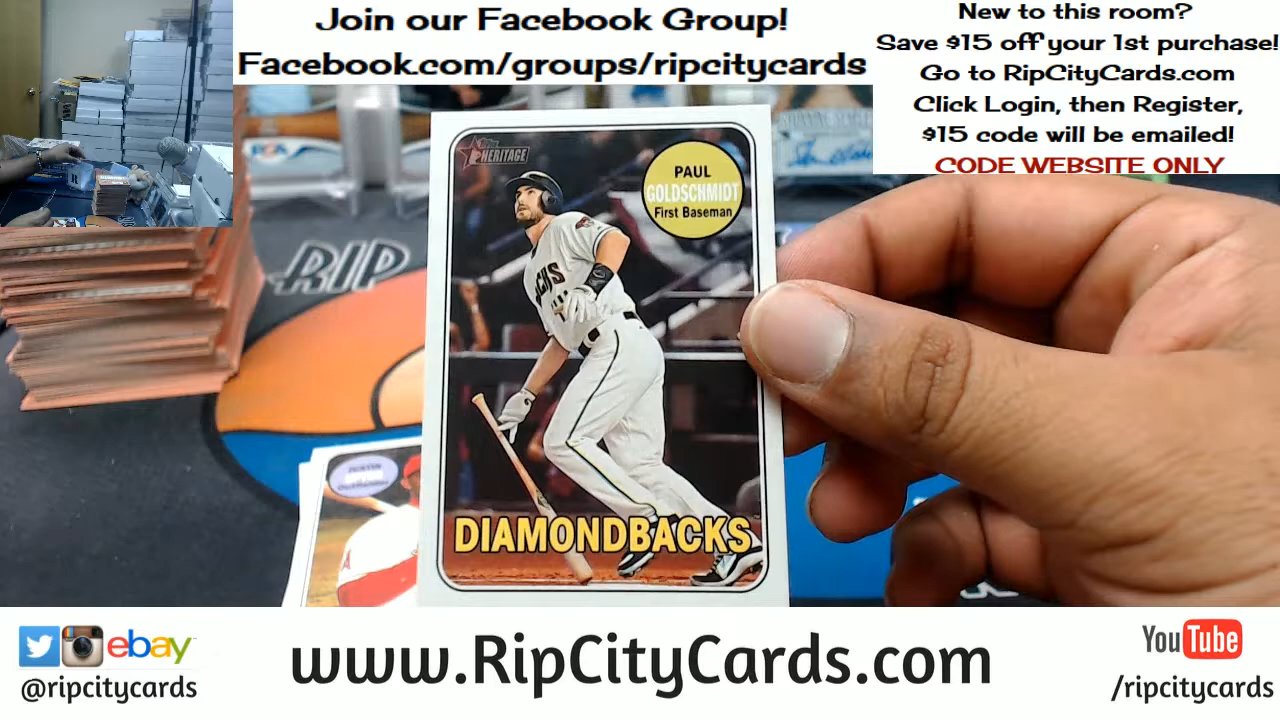 Join our Facebook Group!
Facebook.com/groups/ripcitycards
New to this room?
Save $15 off your 1st purchase!
Go to RipCityCards.com
Click Login, then Register,
$15 code will be emailed!
CODE WEBSITE ONLY
RIP
Topps
HERITAGE
PAUL
GOLDSCHMIDT
First Baseman
DIAMONDBACKS
ebay
@ripcitycards
www.RipCityCards.com
YouTube
/ripcitycards